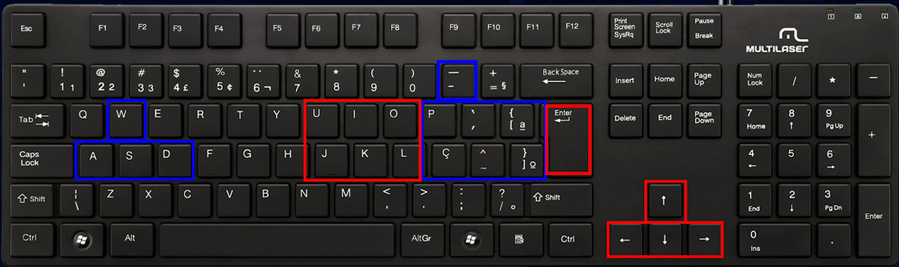 Esc F1 F2 F3 F4 F5 F6 F7 F8 F9 F10 F11 F12 Print Screen SysRq Scroll Lock Pause Break
MULTILASER
" ' ! 1 1 @ 2 2 # 3 3 $ 4 £ % 5 ¢ ¨ 6 ¬ & 7 * 8 ( 9 ) 0 — - + = § BackSpace Insert Home Page Up Num Lock / * —
Tab Q W E R T Y U I O P ` ´ { [ ª Enter Delete End Page Down 7 Home 8 ↑ 9 Pg Up +
Caps Lock A S D F G H J K L Ç ^ ~ } ] º 4 ← 5 6 →
⇧ Shift | \ Z X C V B N M < , > . : ; ? / ° ⇧ Shift ↑ 1 End 2 ↓ 3 Pg Dn Enter
Ctrl Alt AltGr Ctrl ← ↓ → 0 Ins .